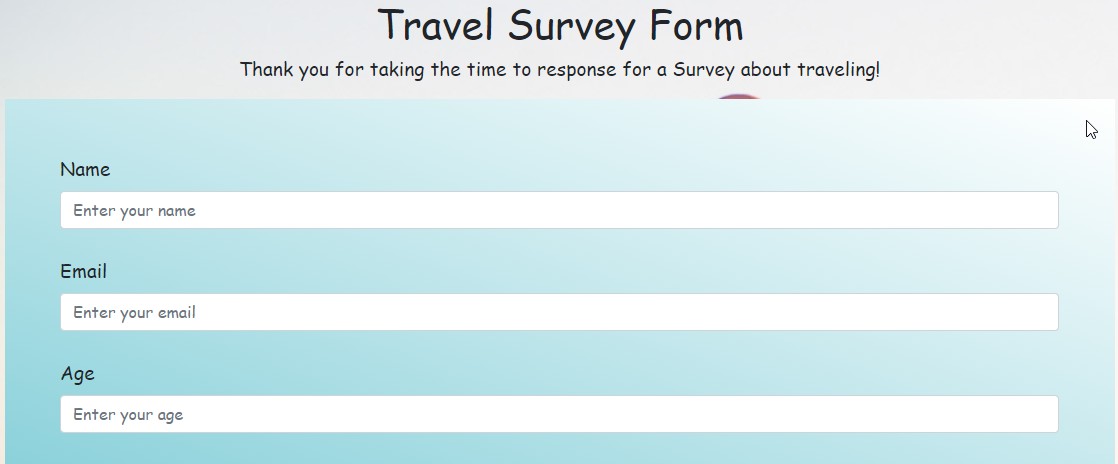 Travel Survey Form
Thank you for taking the time to response for a Survey about traveling!
Name
Enter your name
Email
Enter your email
Age
Enter your age